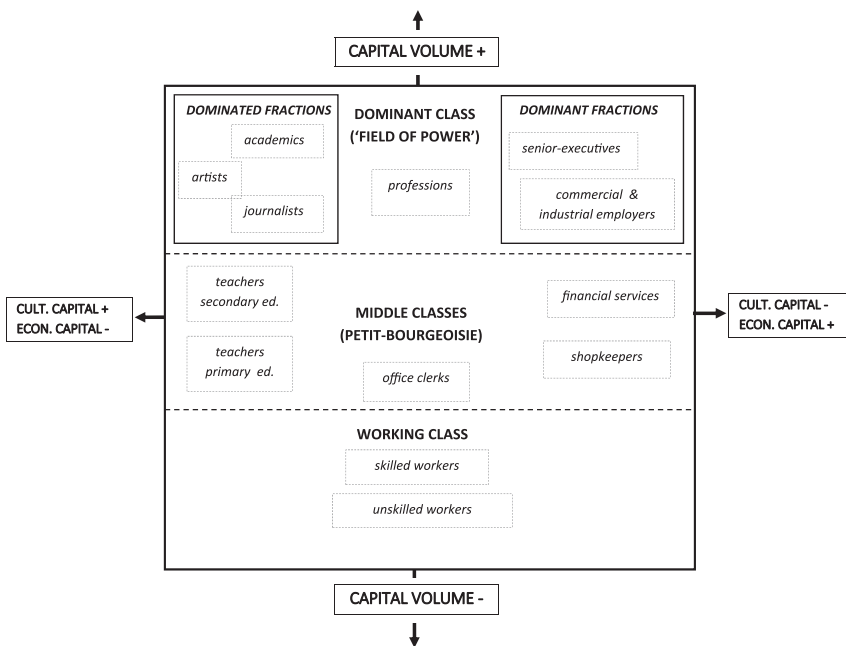 CAPITAL VOLUME +
DOMINATED FRACTIONS
academics
artists
journalists
DOMINANT CLASS
(‘FIELD OF POWER’)
professions
DOMINANT FRACTIONS
senior-executives
commercial &
industrial employers
CULT. CAPITAL +
ECON. CAPITAL -
teachers
secondary ed.
teachers
primary ed.
MIDDLE CLASSES
(PETIT-BOURGEOISIE)
office clerks
financial services
shopkeepers
CULT. CAPITAL -
ECON. CAPITAL +
WORKING CLASS
skilled workers
unskilled workers
CAPITAL VOLUME -